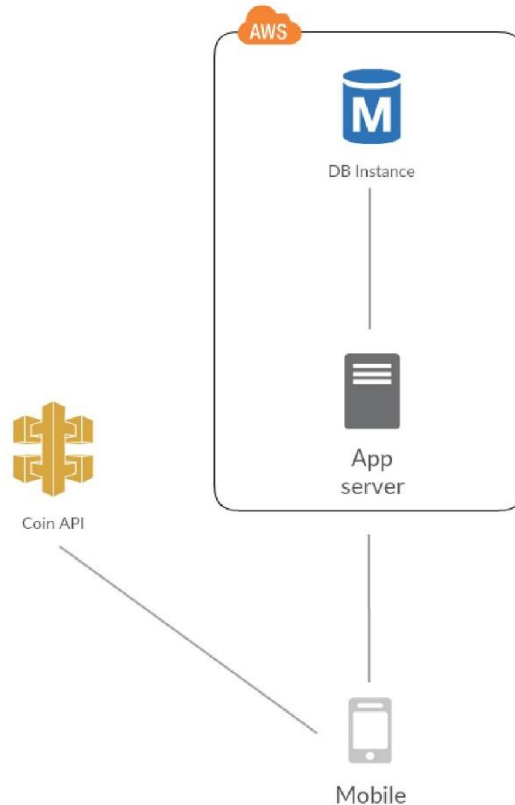 AWS
M
DB Instance
App
server
Coin API
Mobile